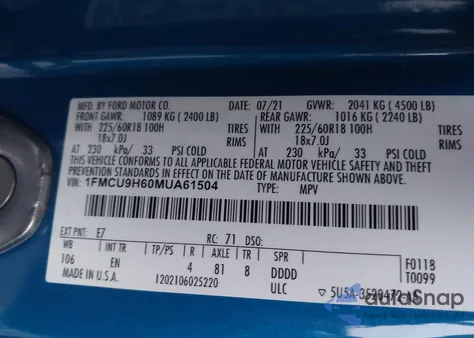 MFD. BY FORD MOTOR CO.
DATE: 07/21 GVWR: 2041 KG (4500 LB)
FRONT GAWR: 1089 KG (2400 LB) REAR GAWR: 1016 KG (2240 LB)
WITH 225/60R18 100H TIRES WITH 225/60R18 100H TIRES
18x7.0J RIMS 18x7.0J RIMS
AT 230 kPa/ 33 PSI COLD AT 230 kPa/ 33 PSI COLD
THIS VEHICLE CONFORMS TO ALL APPLICABLE FEDERAL MOTOR VEHICLE SAFETY
AND THEFT PREVENTION STANDARDS IN EFFECT ON THE DATE OF MANUFACTURE SHOWN ABOVE.
VIN: 1FMCU9H60MUA61504 TYPE: MPV
EXT PNT: E7 RC: 71 DSO:
WB INT TR TP/PS R AX TR SPR
106 EN 4 81 8 DDDD
F0118
T0099
MADE IN U.S.A. 1202106025220 ULC
autosnap